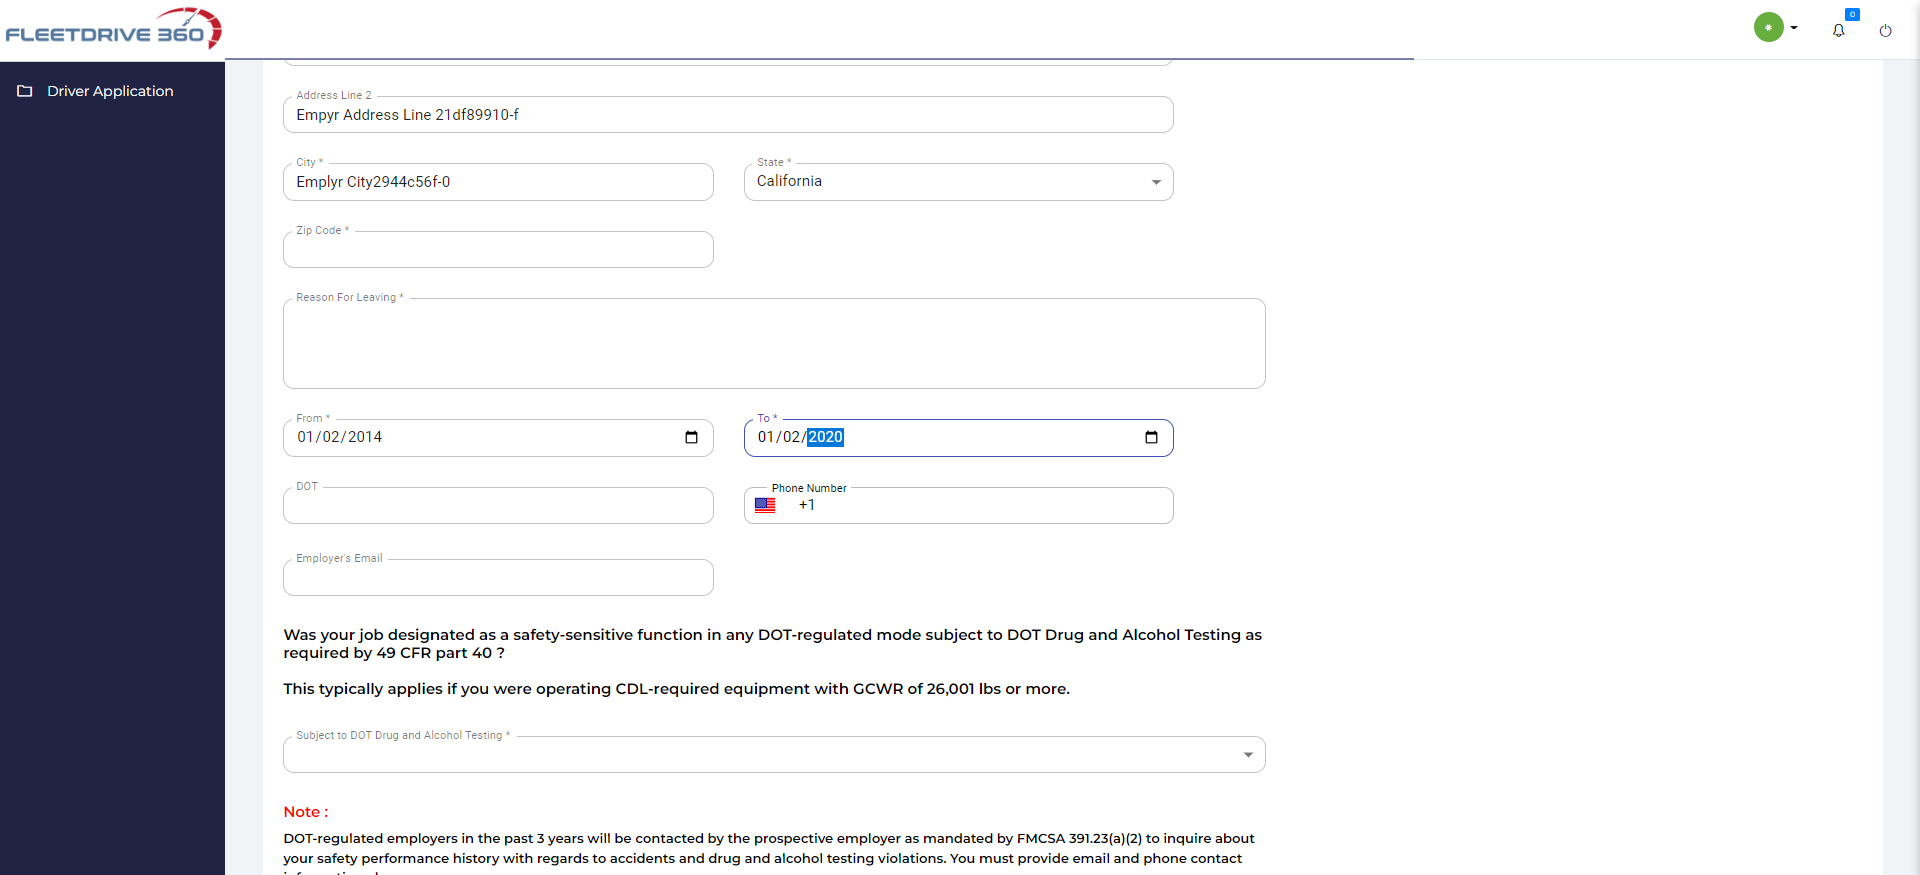 FLEETDRIVE 360
0
Driver Application
Address Line 2
Empyr Address Line 21df89910-f
City *
Emplyr City2944c56f-0
State *
California
Zip Code *
Reason For Leaving *
From *
01/02/2014
To *
01/02/2020
DOT
Phone Number
+1
Employer's Email
Was your job designated as a safety-sensitive function in any DOT-regulated mode subject to DOT Drug and Alcohol Testing as
required by 49 CFR part 40 ?
This typically applies if you were operating CDL-required equipment with GCWR of 26,001 lbs or more.
Subject to DOT Drug and Alcohol Testing *
Note :
DOT-regulated employers in the past 3 years will be contacted by the prospective employer as mandated by FMCSA 391.23(a)(2) to inquire about
your safety performance history with regards to accidents and drug and alcohol testing violations. You must provide email and phone contact